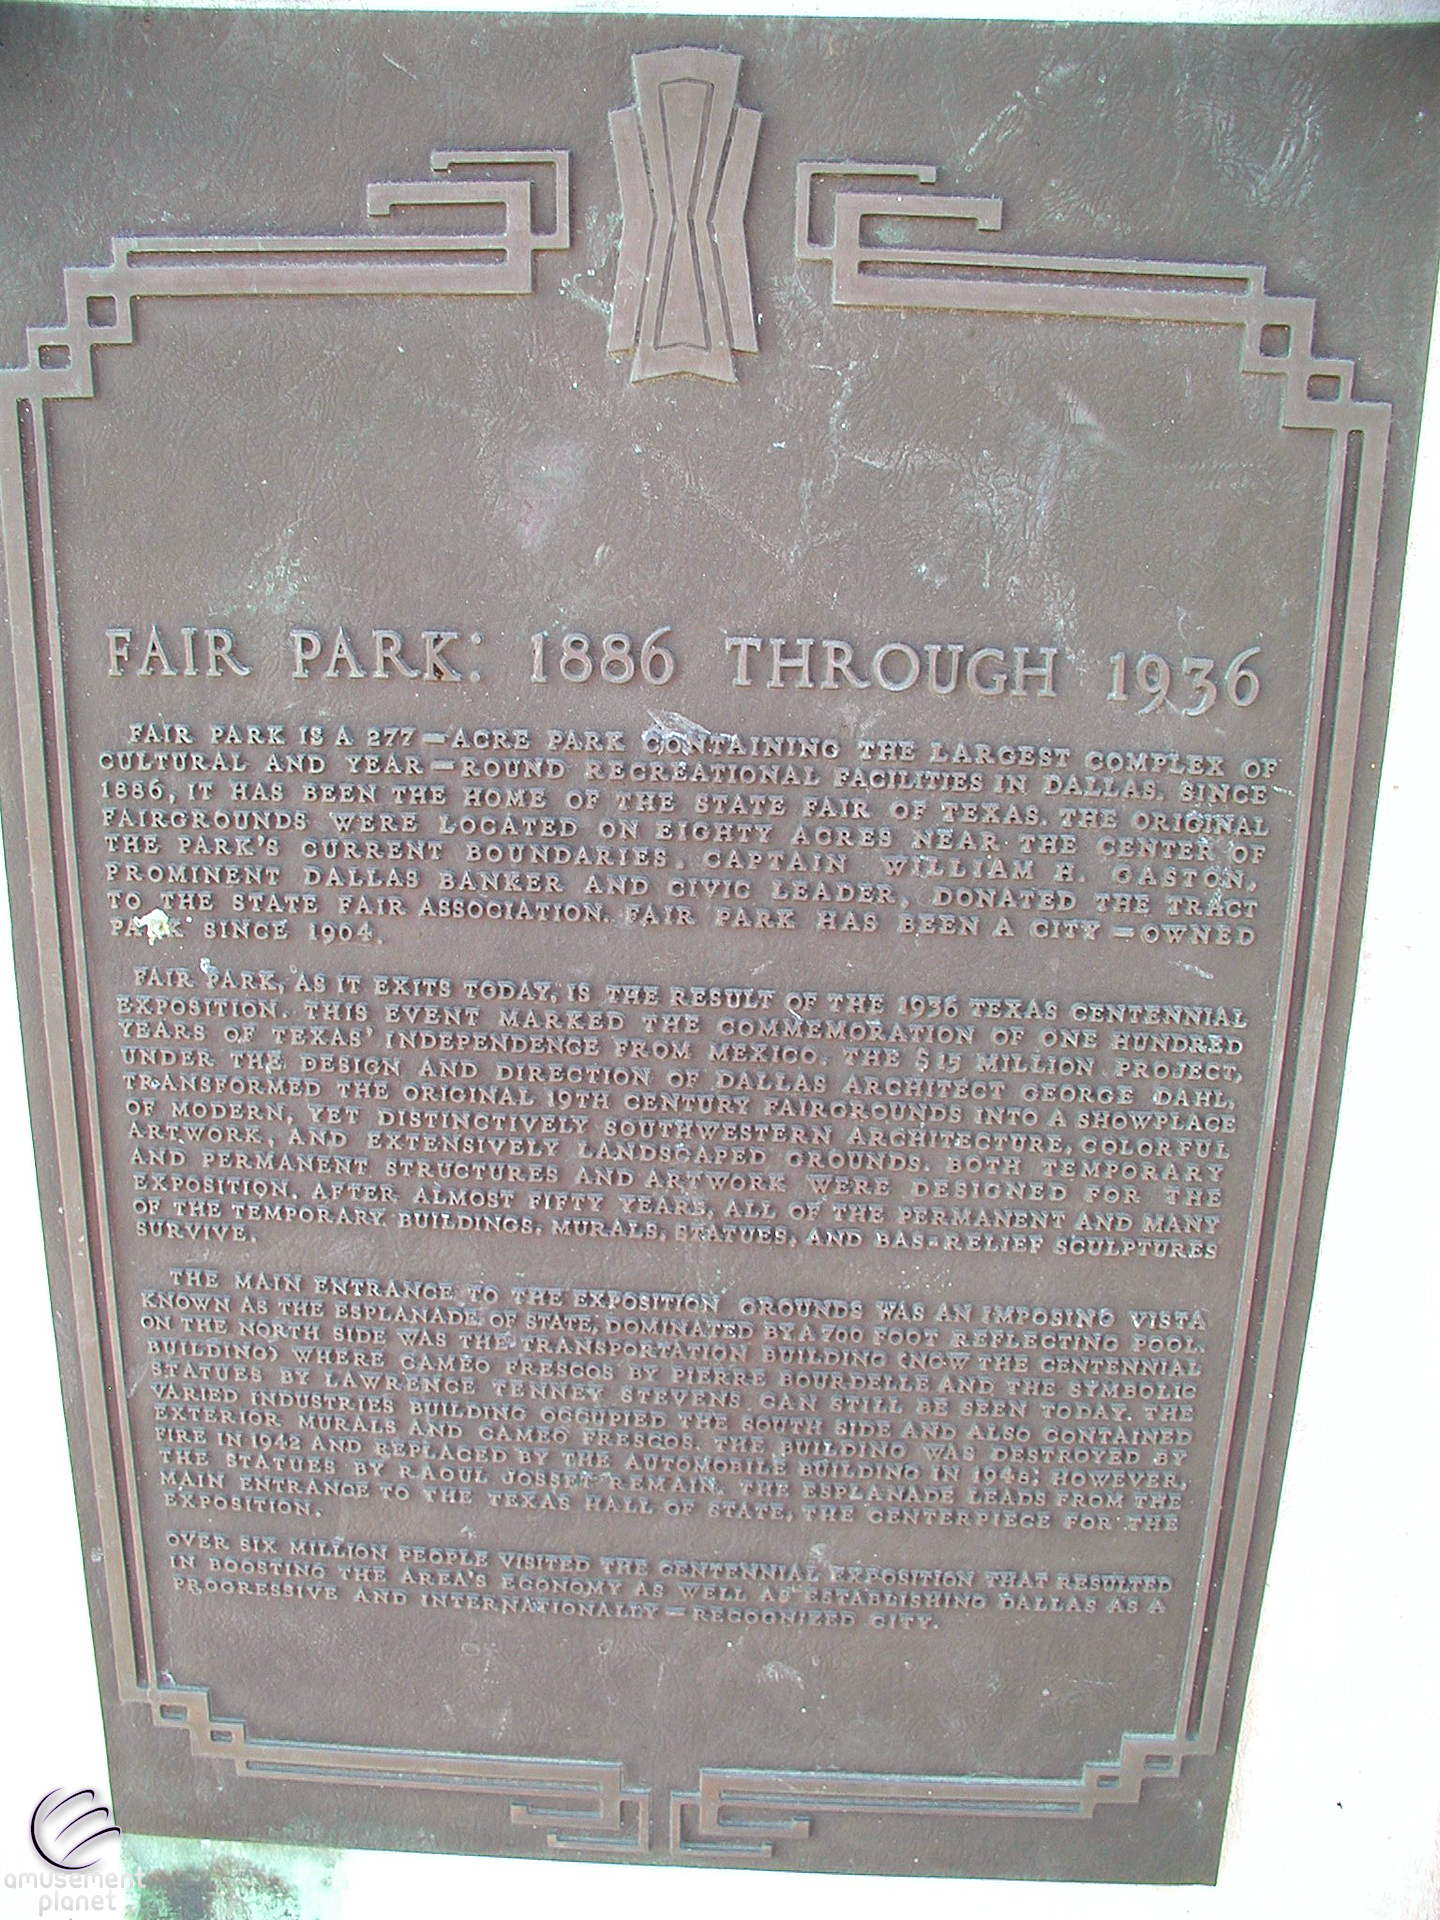 FAIR PARK: 1886 THROUGH 1936
FAIR PARK IS A 277-ACRE PARK CONTAINING THE LARGEST COMPLEX OF
CULTURAL AND YEAR-ROUND RECREATIONAL FACILITIES IN DALLAS. SINCE
1886, IT HAS BEEN THE HOME OF THE STATE FAIR OF TEXAS. THE ORIGINAL
FAIRGROUNDS WERE LOCATED ON EIGHTY ACRES NEAR THE CENTER OF
THE PARK'S CURRENT BOUNDARIES. CAPTAIN WILLIAM H. GASTON,
PROMINENT DALLAS BANKER AND CIVIC LEADER, DONATED THE TRACT
TO THE STATE FAIR ASSOCIATION. FAIR PARK HAS BEEN A CITY-OWNED
PARK SINCE 1904.
FAIR PARK, AS IT EXITS TODAY, IS THE RESULT OF THE 1936 TEXAS CENTENNIAL
EXPOSITION. THIS EVENT MARKED THE COMMEMORATION OF ONE HUNDRED
YEARS OF TEXAS' INDEPENDENCE FROM MEXICO. THE $15 MILLION PROJECT,
UNDER THE DESIGN AND DIRECTION OF DALLAS ARCHITECT GEORGE DAHL,
TRANSFORMED THE ORIGINAL 19TH CENTURY FAIRGROUNDS INTO A SHOWPLACE
OF MODERN, YET DISTINCTIVELY SOUTHWESTERN ARCHITECTURE, COLORFUL
ARTWORK, AND EXTENSIVELY LANDSCAPED GROUNDS. BOTH TEMPORARY
AND PERMANENT STRUCTURES AND ARTWORK WERE DESIGNED FOR THE
EXPOSITION. AFTER ALMOST FIFTY YEARS, ALL OF THE PERMANENT AND MANY
OF THE TEMPORARY BUILDINGS, MURALS, STATUES, AND BAS-RELIEF SCULPTURES
SURVIVE.
THE MAIN ENTRANCE TO THE EXPOSITION GROUNDS WAS AN IMPOSING VISTA
KNOWN AS THE ESPLANADE OF STATE, DOMINATED BY A 700 FOOT REFLECTING POOL.
ON THE NORTH SIDE WAS THE TRANSPORTATION BUILDING (NOW THE CENTENNIAL
BUILDING) WHERE CAMEO FRESCOS BY PIERRE BOURDELLE AND THE SYMBOLIC
STATUES BY LAWRENCE TENNEY STEVENS CAN STILL BE SEEN TODAY. THE
VARIED INDUSTRIES BUILDING OCCUPIED THE SOUTH SIDE AND ALSO CONTAINED
EXTERIOR MURALS AND CAMEO FRESCOS. THE BUILDING WAS DESTROYED BY
FIRE IN 1942 AND REPLACED BY THE AUTOMOBILE BUILDING IN 1948; HOWEVER,
THE STATUES BY RAOUL JOSSET REMAIN. THE ESPLANADE LEADS FROM THE
MAIN ENTRANCE TO THE TEXAS HALL OF STATE, THE CENTERPIECE FOR THE
EXPOSITION.
OVER SIX MILLION PEOPLE VISITED THE CENTENNIAL EXPOSITION THAT RESULTED
IN BOOSTING THE AREA'S ECONOMY AS WELL AS ESTABLISHING DALLAS AS A
PROGRESSIVE AND INTERNATIONALLY-RECOGNIZED CITY.
amusement
planet